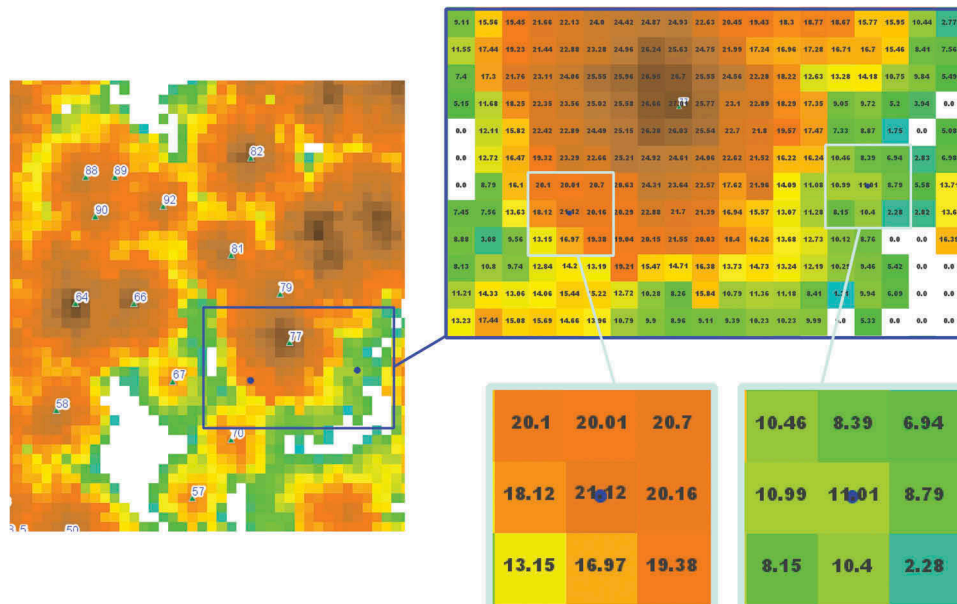 82
88 89
92
90
81
79
64 66
77
67
58
70
57
9.11 15.56 19.45 21.66 22.13 24.0 24.42 24.87 24.93 22.63 20.45 19.43 18.3 18.77 18.67 15.77 15.95 10.44 2.77
11.55 17.44 19.23 21.44 22.88 23.28 24.96 26.24 25.63 24.75 21.99 17.24 16.96 17.28 16.71 16.7 15.46 8.41 7.56
7.4 17.3 21.76 23.11 24.06 25.55 25.96 25.7 25.55 24.56 22.28 18.22 12.63 13.28 14.18 10.75 9.84 5.49
5.15 11.68 18.25 22.35 23.56 25.02 25.58 26.66 25.77 23.1 22.89 18.29 17.35 9.05 9.72 5.2 3.94 0.0
0.0 12.11 15.82 22.42 22.89 24.49 25.15 26.38 26.03 25.64 22.7 21.8 19.57 17.47 7.33 8.87 1.75 0.0 5.08
0.0 12.72 16.47 19.32 23.29 22.66 25.21 24.92 24.61 24.06 22.62 21.52 16.22 16.24 10.46 8.39 6.94 2.83 6.98
0.0 8.79 16.1 20.1 20.01 20.7 20.63 24.31 23.64 22.57 17.62 21.96 14.09 11.08 10.99 11.01 8.79 5.58 13.71
7.45 7.56 13.63 18.12 21.12 20.16 20.29 22.88 21.7 21.39 16.94 15.57 13.07 11.28 8.15 10.4 2.28 2.82
8.88 3.08 9.56 13.15 16.97 19.38 19.04 20.15 21.55 20.03 18.4 16.26 13.68 12.73 10.12 8.76 0.0 0.0
8.13 10.8 9.74 12.84 14.2 13.19 19.21 15.47 14.71 16.38 13.73 14.73 13.24 12.19 9.46 5.42 0.0 0.0
11.21 14.33 13.06 14.06 15.44 15.22 12.72 10.28 8.26 15.84 10.79 11.36 11.18 8.41 9.94 6.09 0.0 0.0
13.23 17.44 15.08 15.69 14.66 13.96 10.79 9.9 8.96 9.11 9.39 10.23 10.23 9.99 5.33 0.0 0.0 0.0
20.1 20.01 20.7
18.12 21.12 20.16
13.15 16.97 19.38
10.46 8.39 6.94
10.99 11.01 8.79
8.15 10.4 2.28